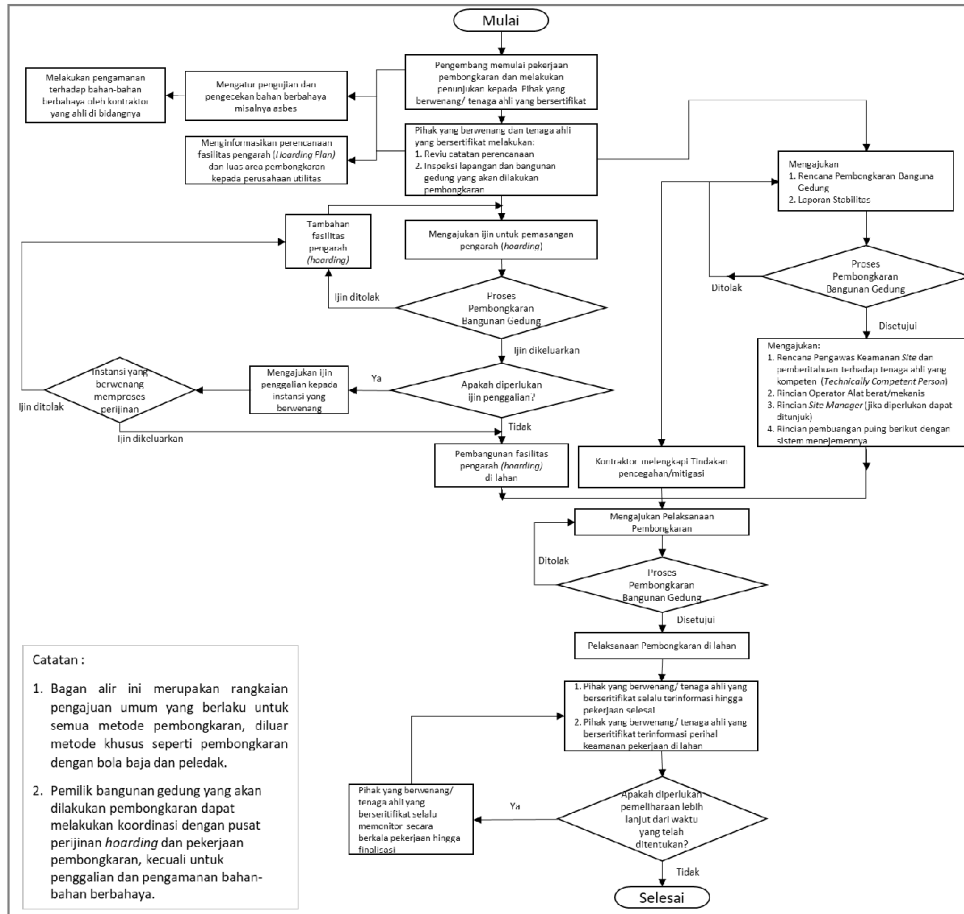 Mulai
Pengembang memulai pekerjaan
pembongkaran dan melakukan
penunjukan kepada Pihak yang
berwenang/ tenaga ahli yang bersertifikat
Mengatur pengujian dan
pengecekan bahan berbahaya
misalnya asbes
Melakukan pengamanan
terhadap bahan-bahan
berbahaya oleh kontraktor
yang ahli di bidangnya
Pihak yang berwenang dan tenaga ahli
yang bersertifikat melakukan:
1. Reviu catatan perencanaan
2. Inspeksi lapangan dan bangunan
gedung yang akan dilakukan
pembongkaran
Menginformasikan perencanaan
fasilitas pengarah (Hoarding Plan)
dan luas area pembongkaran
kepada perusahaan utilitas
Mengajukan
1. Rencana Pembongkaran Banguna
Gedung
2. Laporan Stabilitas
Tambahan
fasilitas
pengarah
(hoarding)
Mengajukan ijin untuk pemasangan
pengarah (hoarding)
Proses
Pembongkaran
Bangunan Gedung
Ditolak
Disetujui
Ijin ditolak
Proses
Pembongkaran
Bangunan Gedung
Ijin dikeluarkan
Mengajukan:
1. Rencana Pengawas Keamanan Site dan
pemberitahuan terhadap tenaga ahli yang
kompeten (Technically Competent Person)
2. Rincian Operator Alat berat/mekanis
3. Rincian Site Manager (jika diperlukan dapat
ditunjuk)
4. Rincian pembuangan puing berikut dengan
sistem menejemennya
Instansi yang
berwenang
memproses
perijinan
Ijin ditolak
Ijin dikeluarkan
Mengajukan ijin
penggalian kepada
instansi yang
berwenang
Ya
Apakah diperlukan
ijin penggalian?
Tidak
Pembangunan fasilitas
pengarah (hoarding)
di lahan
Kontraktor melengkapi Tindakan
pencegahan/mitigasi
Mengajukan Pelaksanaan
Pembongkaran
Ditolak
Proses
Pembongkaran
Bangunan Gedung
Disetujui
Pelaksanaan Pembongkaran di lahan
1. Pihak yang berwenang/ tenaga ahli yang
berseritifikat selalu terinformasi hingga
pekerjaan selesai
2. Pihak yang berwenang/ tenaga ahli yang
berseritifikat terinformasi perihal
keamanan pekerjaan di lahan
Pihak yang berwenang/
tenaga ahli yang
berseritifikat selalu
memonitor secara
berkala pekerjaan hingga
finalisasi
Ya
Apakah diperlukan
pemeliharaan lebih
lanjut dari waktu
yang telah
ditentukan?
Tidak
Selesai
Catatan :
1. Bagan alir ini merupakan rangkaian
pengajuan umum yang berlaku untuk
semua metode pembongkaran, diluar
metode khusus seperti pembongkaran
dengan bola baja dan peledak.
2. Pemilik bangunan gedung yang akan
dilakukan pembongkaran dapat
melakukan koordinasi dengan pusat
perijinan hoarding dan pekerjaan
pembongkaran, kecuali untuk
penggalian dan pengamanan bahan-
bahan berbahaya.